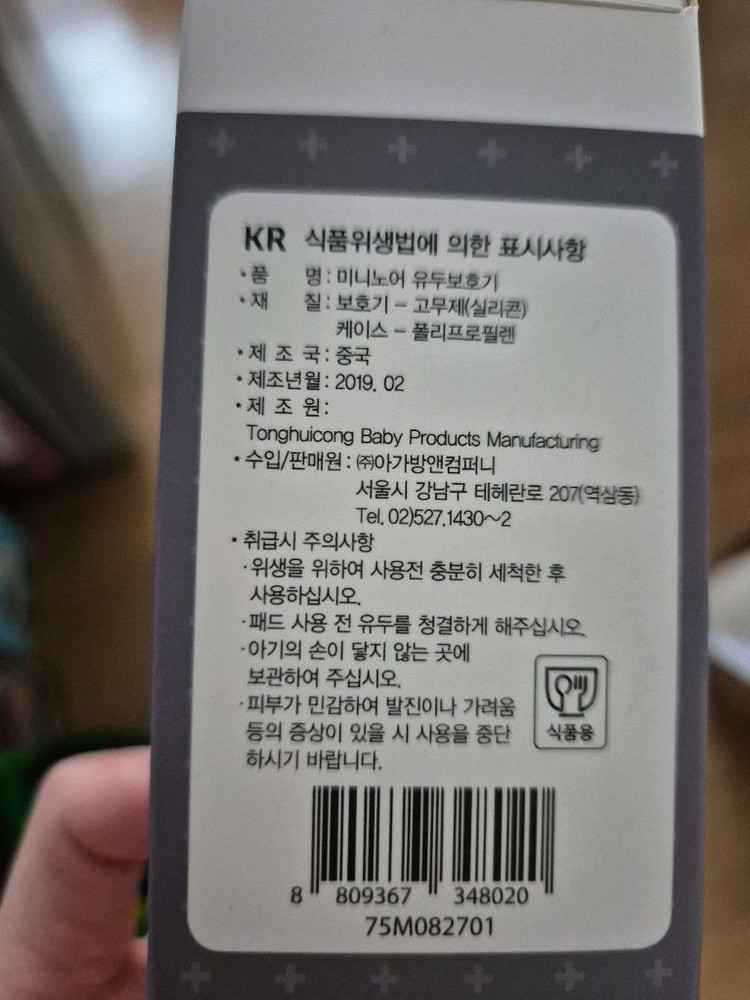 KR 식품위생법에 의한 표시사항
• 품 명 : 미니노어 유두보호기
• 재 질 : 보호기 – 고무제(실리콘)
케이스 – 폴리프로필렌
• 제 조 국 : 중국
• 제조년월 : 2019. 02
• 제 조 원 :
Tonghuicong Baby Products Manufacturing
• 수입/판매원 : ㈜아가방앤컴퍼니
서울시 강남구 테헤란로 207(역삼동)
Tel. 02)527.1430~2
• 취급시 주의사항
· 위생을 위하여 사용전 충분히 세척한 후
사용하십시오.
· 패드 사용 전 유두를 청결하게 해주십시오.
· 아기의 손이 닿지 않는 곳에
보관하여 주십시오.
· 피부가 민감하여 발진이나 가려움
등의 증상이 있을 시 사용을 중단
하시기 바랍니다.
식품용
8 809367 348020
75M082701